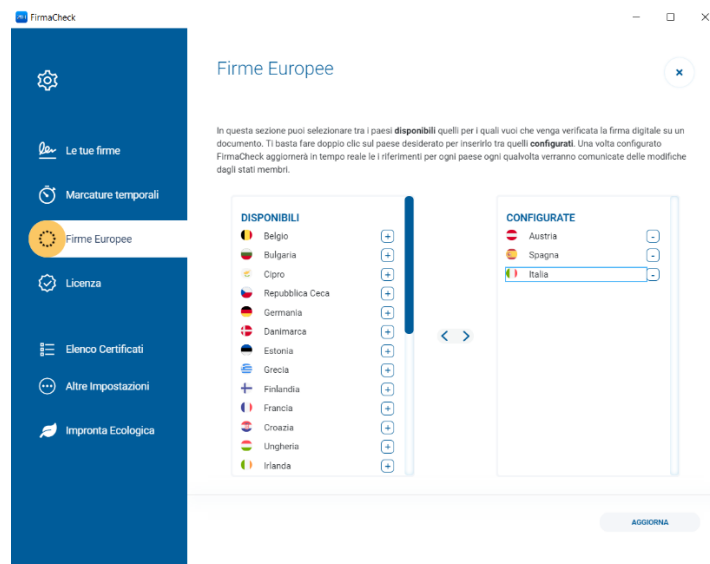 FirmaCheck
Firme Europee
In questa sezione puoi selezionare tra i paesi disponibili quelli per i quali vuoi che venga verificata la firma digitale su un
documento. Ti basta fare doppio clic sul paese desiderato per inserirlo tra quelli configurati. Una volta configurato
FirmaCheck aggiornerà in tempo reale le i riferimenti per ogni paese ogni qualvolta verranno comunicate delle modifiche
dagli stati membri.
Le tue firme
Marcature temporali
Firme Europee
Licenza
Elenco Certificati
Altre Impostazioni
Impronta Ecologica
DISPONIBILI
Belgio +
Bulgaria +
Cipro +
Repubblica Ceca +
Germania +
Danimarca +
Estonia +
Grecia +
Finlandia +
Francia +
Croazia +
Ungheria +
Irlanda +
CONFIGURATE
Austria -
Spagna -
Italia -
AGGIORNA